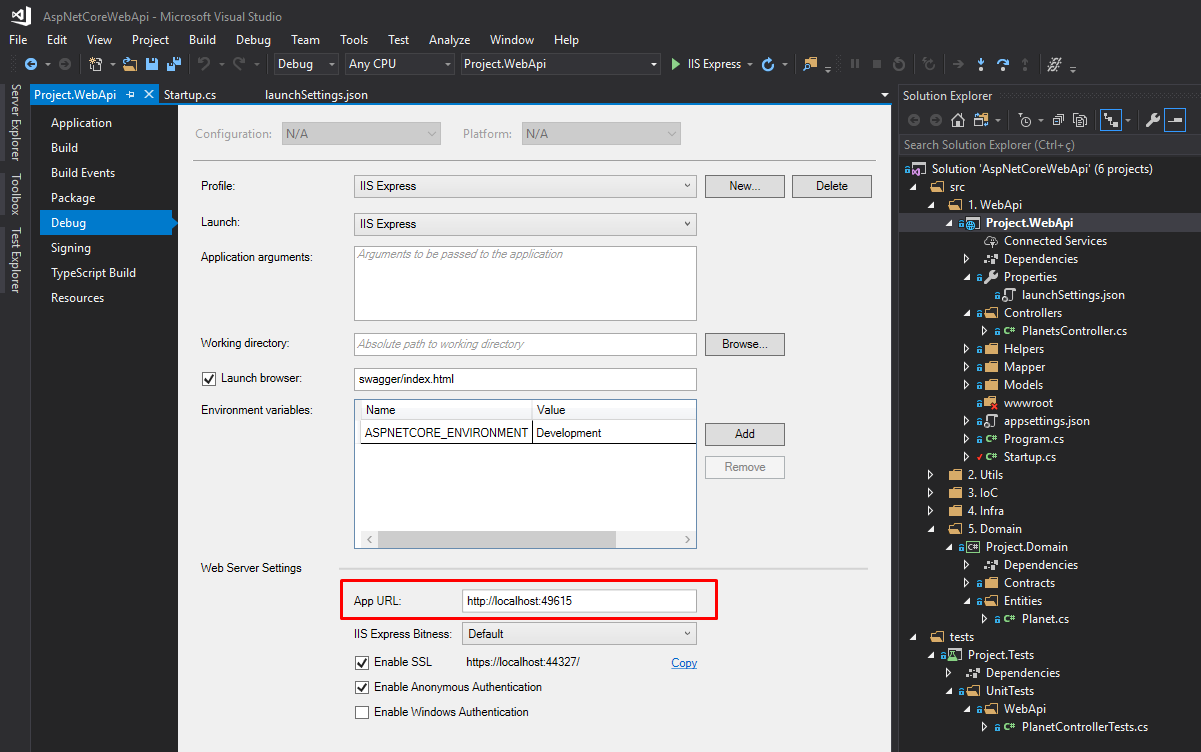 AspNetCoreWebApi - Microsoft Visual Studio
File Edit View Project Build Debug Team Tools Test Analyze Window Help
Debug Any CPU Project.WebApi IIS Express
Server Explorer
Toolbox
Test Explorer
Project.WebApi Startup.cs launchSettings.json
Application
Build
Build Events
Package
Debug
Signing
TypeScript Build
Resources
Configuration: N/A Platform: N/A
Profile: IIS Express New... Delete
Launch: IIS Express
Application arguments: Arguments to be passed to the application
Working directory: Absolute path to working directory Browse...
Launch browser: swagger/index.html
Environment variables: Name Value
ASPNETCORE_ENVIRONMENT Development
Add
Remove
Web Server Settings
App URL: http://localhost:49615
IIS Express Bitness: Default
Enable SSL https://localhost:44327/ Copy
Enable Anonymous Authentication
Enable Windows Authentication
Solution Explorer
Search Solution Explorer (Ctrl+ç)
Solution 'AspNetCoreWebApi' (6 projects)
src
1. WebApi
Project.WebApi
Connected Services
Dependencies
Properties
launchSettings.json
Controllers
C# PlanetsController.cs
Helpers
Mapper
Models
wwwroot
appsettings.json
C# Program.cs
C# Startup.cs
2. Utils
3. IoC
4. Infra
5. Domain
C# Project.Domain
Dependencies
Contracts
Entities
C# Planet.cs
tests
Project.Tests
Dependencies
UnitTests
WebApi
C# PlanetControllerTests.cs